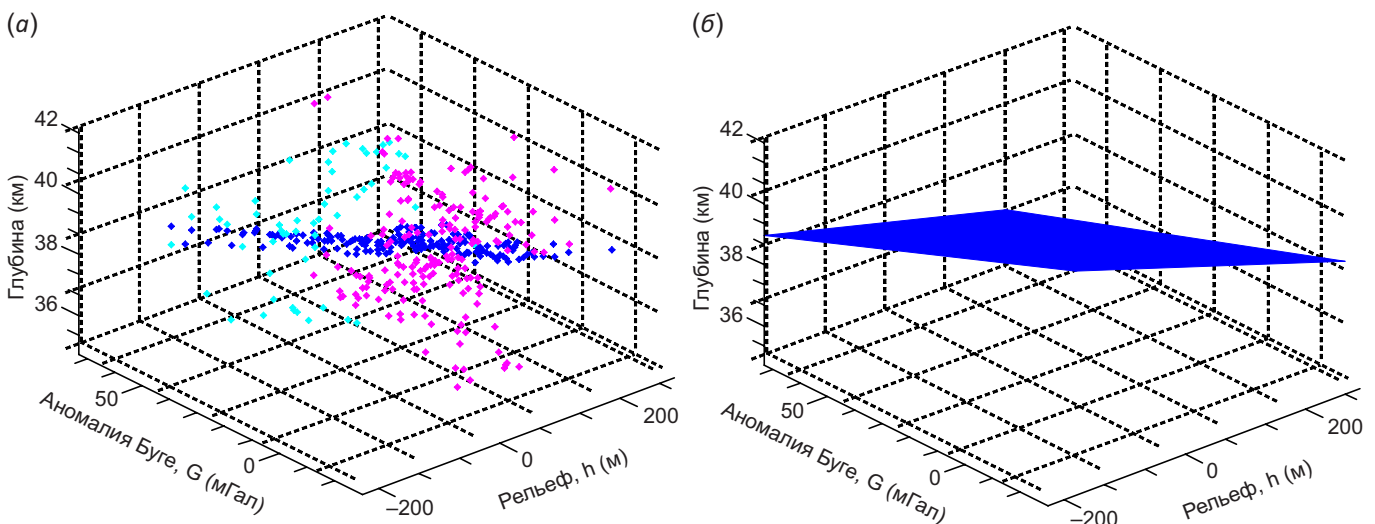 (а)
42
40
38
36
Глубина (км)
50
0
Аномалия Буге, G (мГал)
–200
0
200
Рельеф, h (м)
(б)
42
40
38
36
Глубина (км)
50
0
Аномалия Буге, G (мГал)
–200
0
200
Рельеф, h (м)